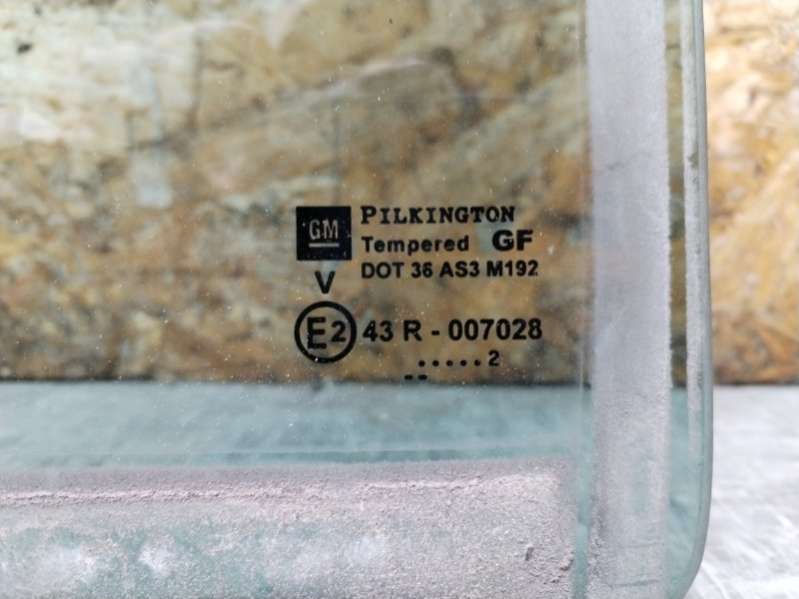 GM PILKINGTON
Tempered GF
DOT 36 AS3 M192
V
E2 43 R - 007028
.....2
--